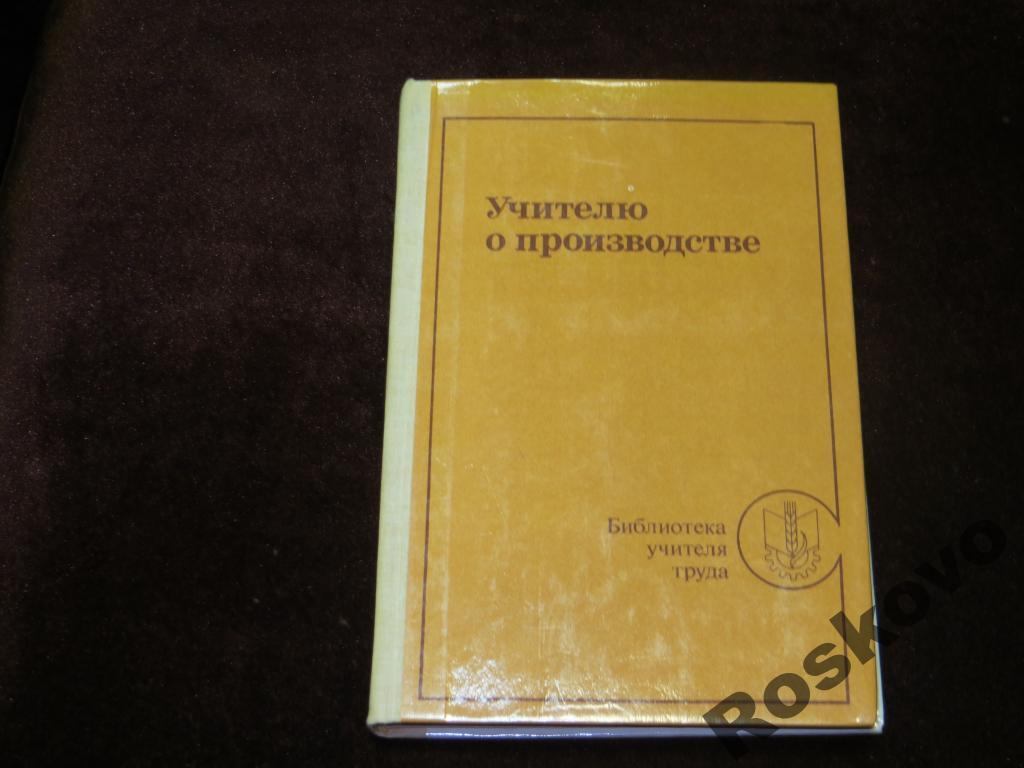 Учителю
о производстве
Библиотека
учителя
труда
Roskovo